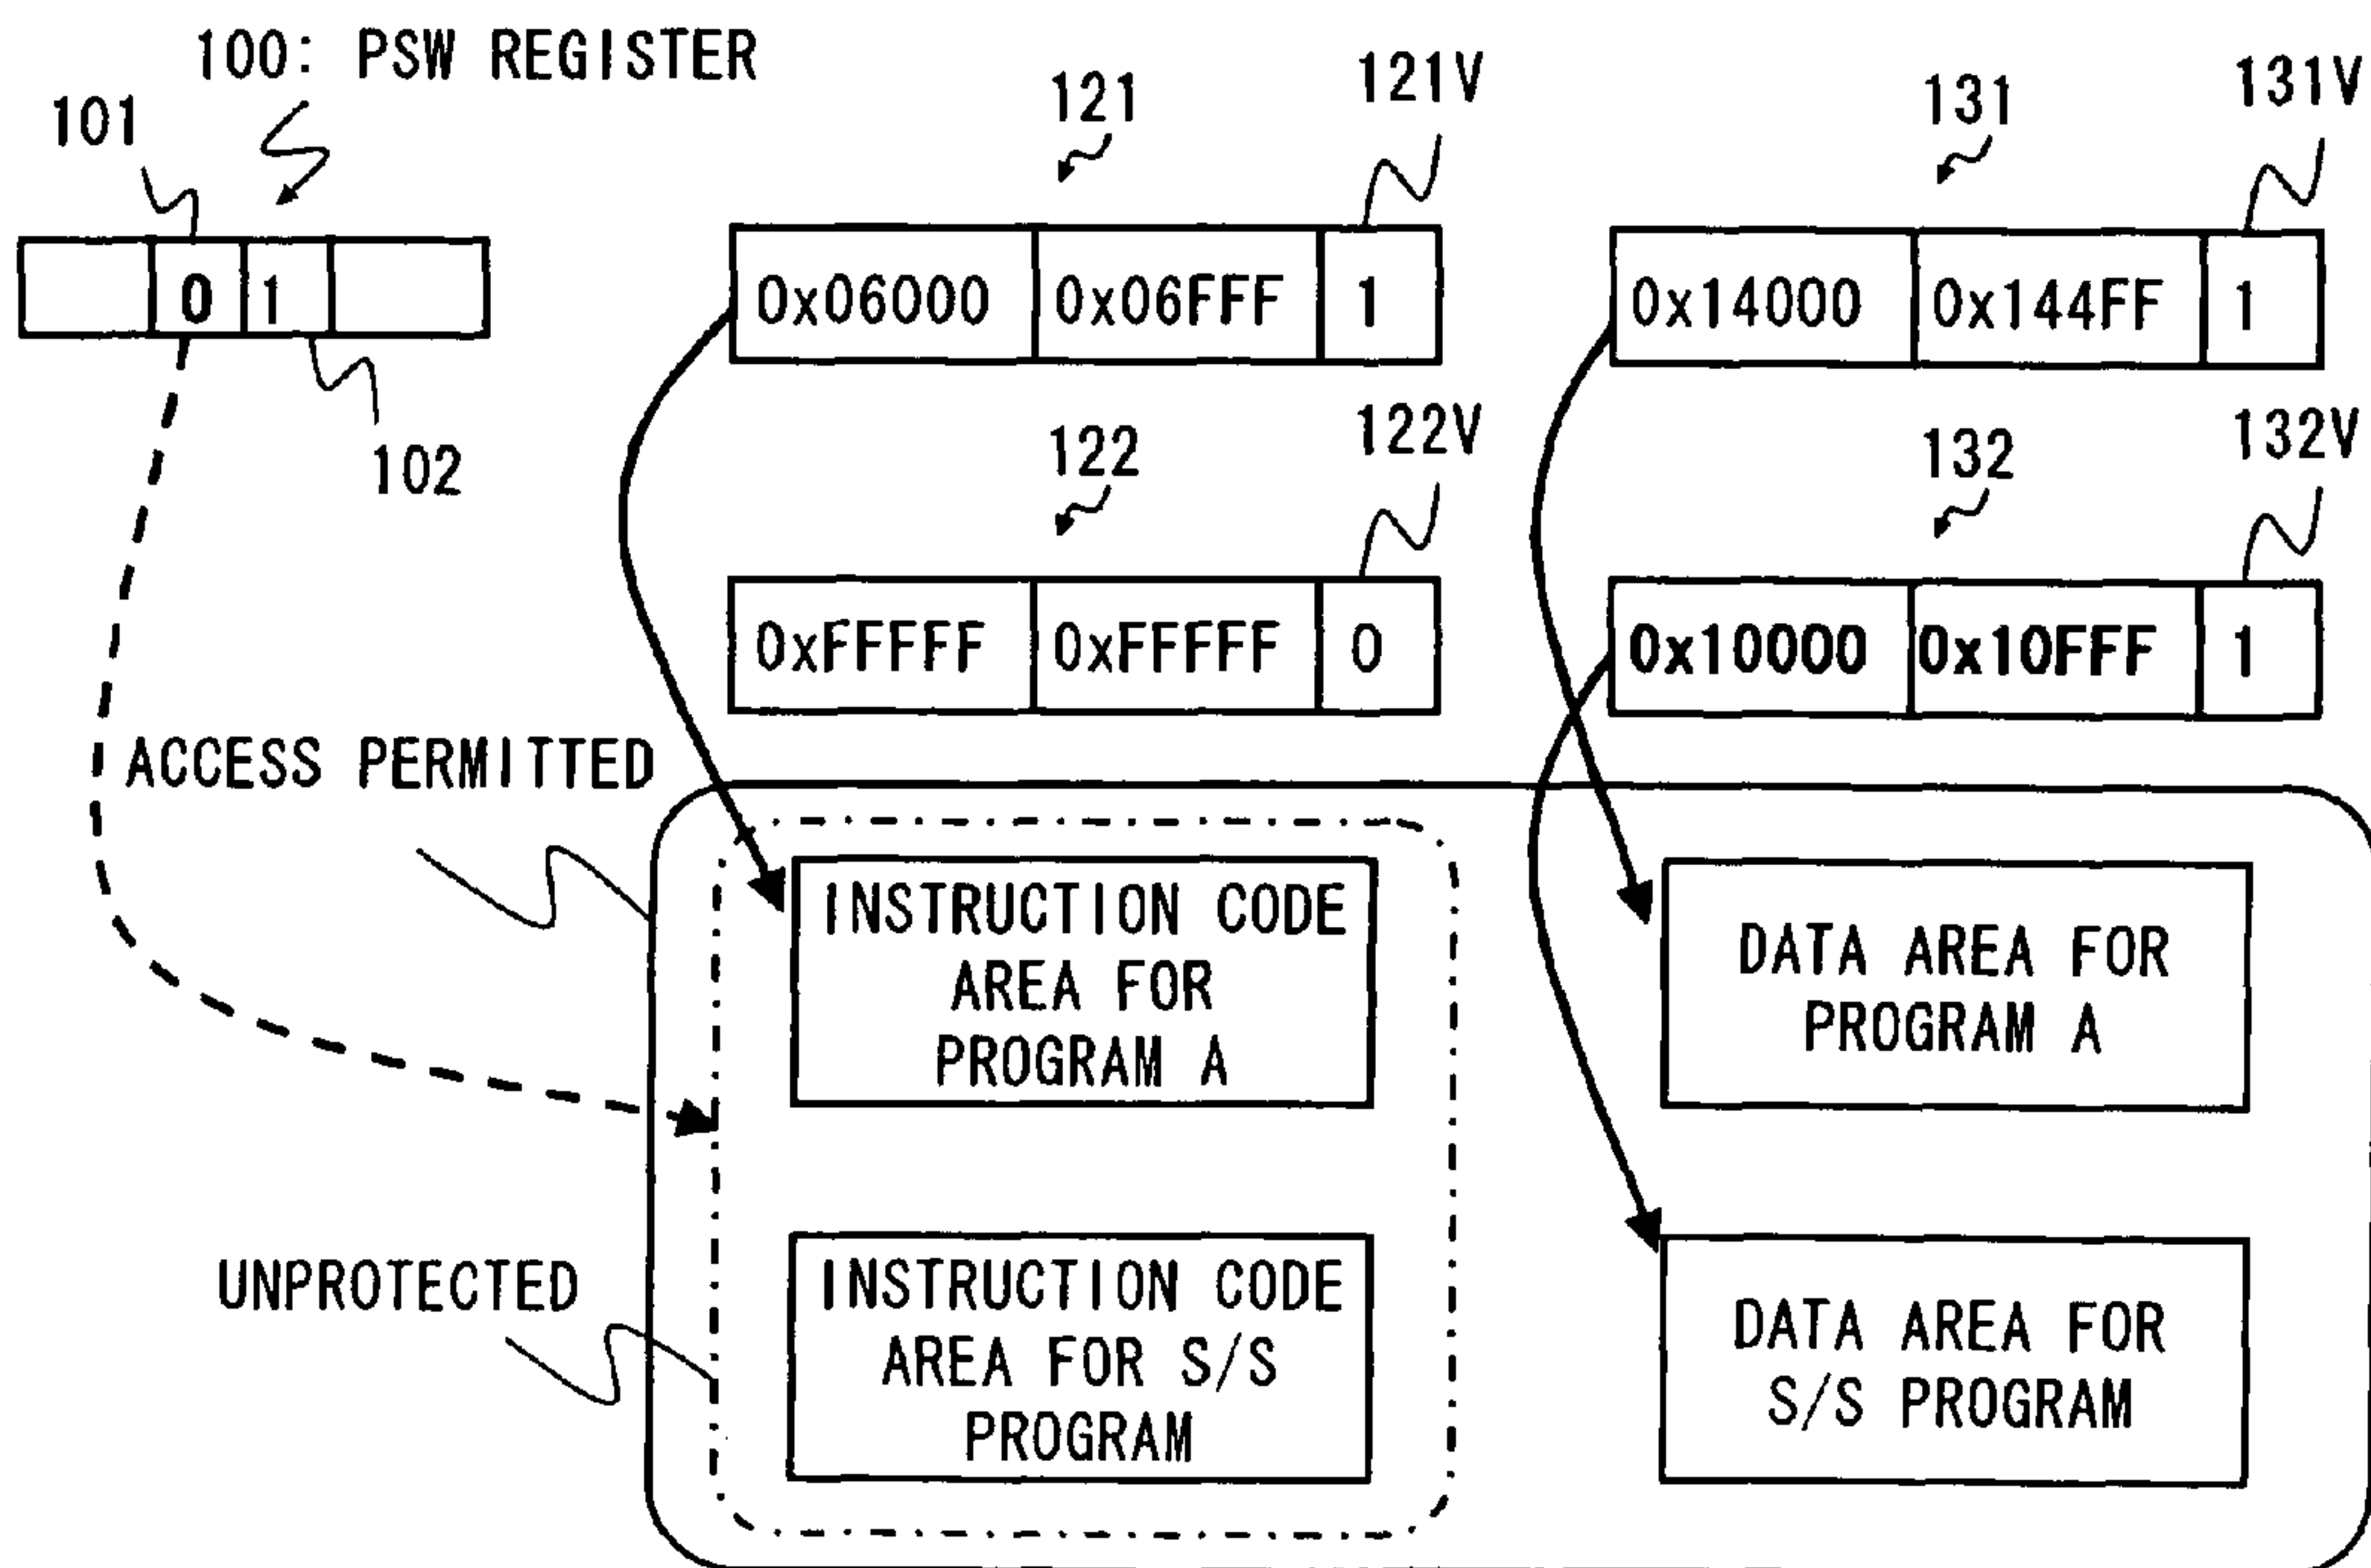 100: PSW REGISTER
101
121
121V
131
131V
0 1
0x06000 0x06FFF 1
0x14000 0x144FF 1
102
122
122V
132
132V
0xFFFFF 0xFFFFF 0
0x10000 0x10FFF 1
ACCESS PERMITTED
INSTRUCTION CODE
AREA FOR
PROGRAM A
DATA AREA FOR
PROGRAM A
UNPROTECTED
INSTRUCTION CODE
AREA FOR S/S
PROGRAM
DATA AREA FOR
S/S PROGRAM